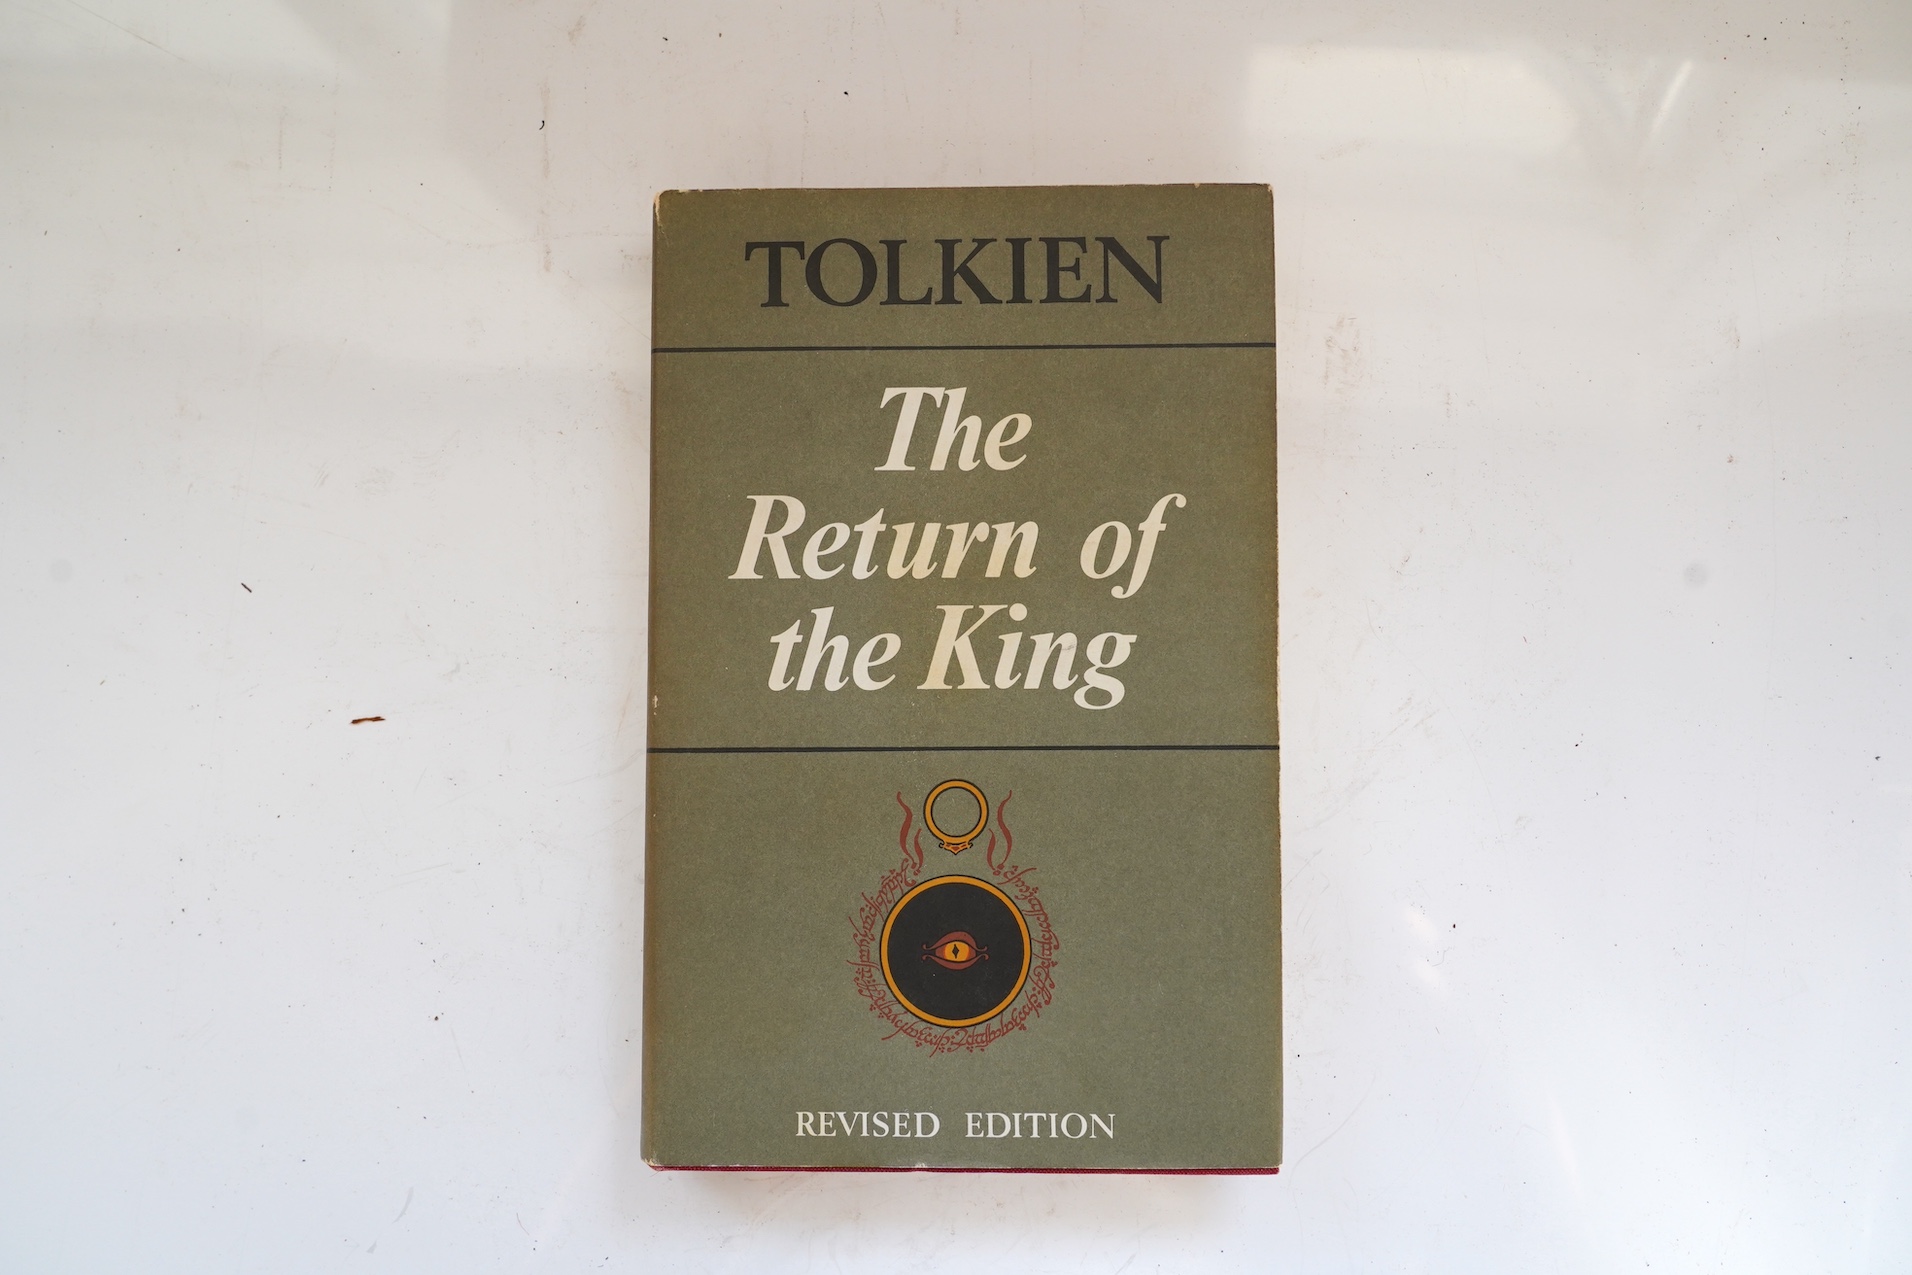 TOLKIEN
The
Return of
the King
REVISED EDITION